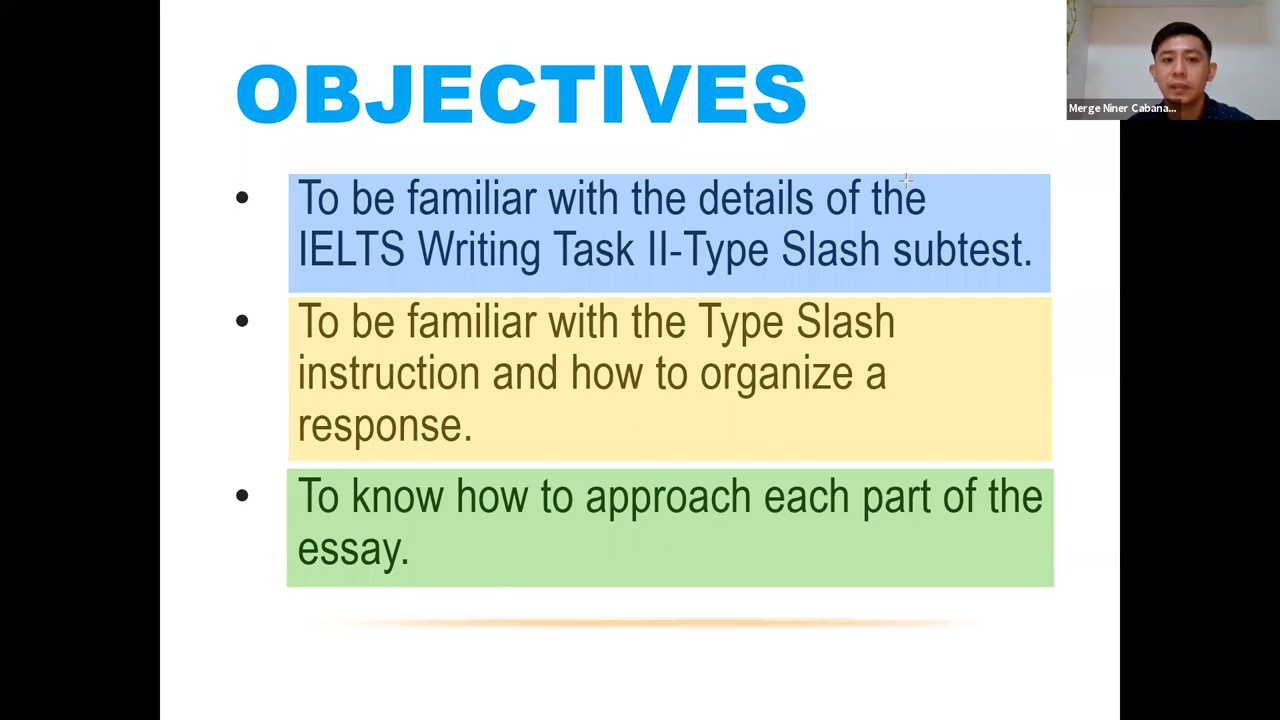 OBJECTIVES
• To be familiar with the details of the
IELTS Writing Task II-Type Slash subtest.
• To be familiar with the Type Slash
instruction and how to organize a
response.
• To know how to approach each part of the
essay.
Merge Niner Cabana...